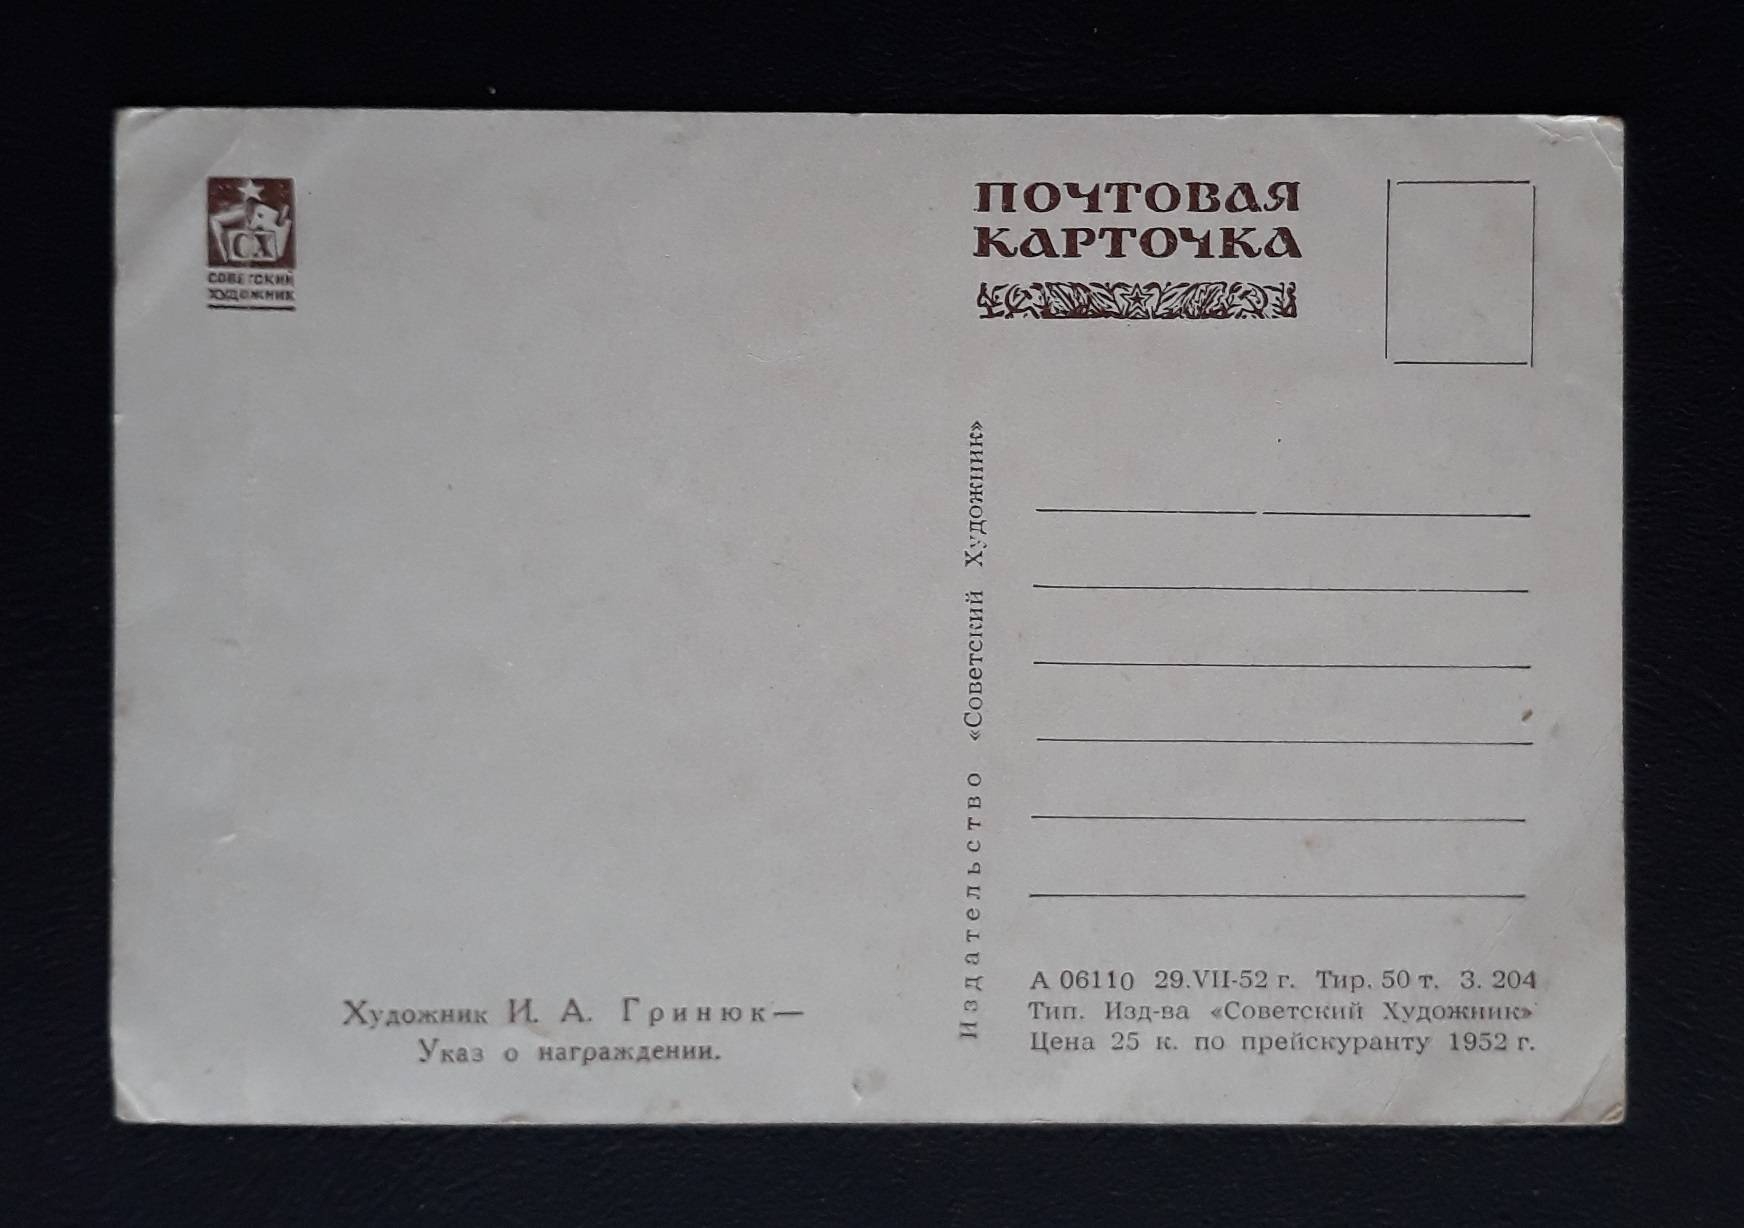 СХ
СОВЕТСКИЙ
ХУДОЖНИК
ПОЧТОВАЯ
КАРТОЧКА
Издательство «Советский Художник»
Художник И. А. Гринюк—
Указ о награждении.
А 06110 29.VII-52 г. Тир. 50 т. З. 204
Тип. Изд-ва «Советский Художник»
Цена 25 к. по прейскуранту 1952 г.